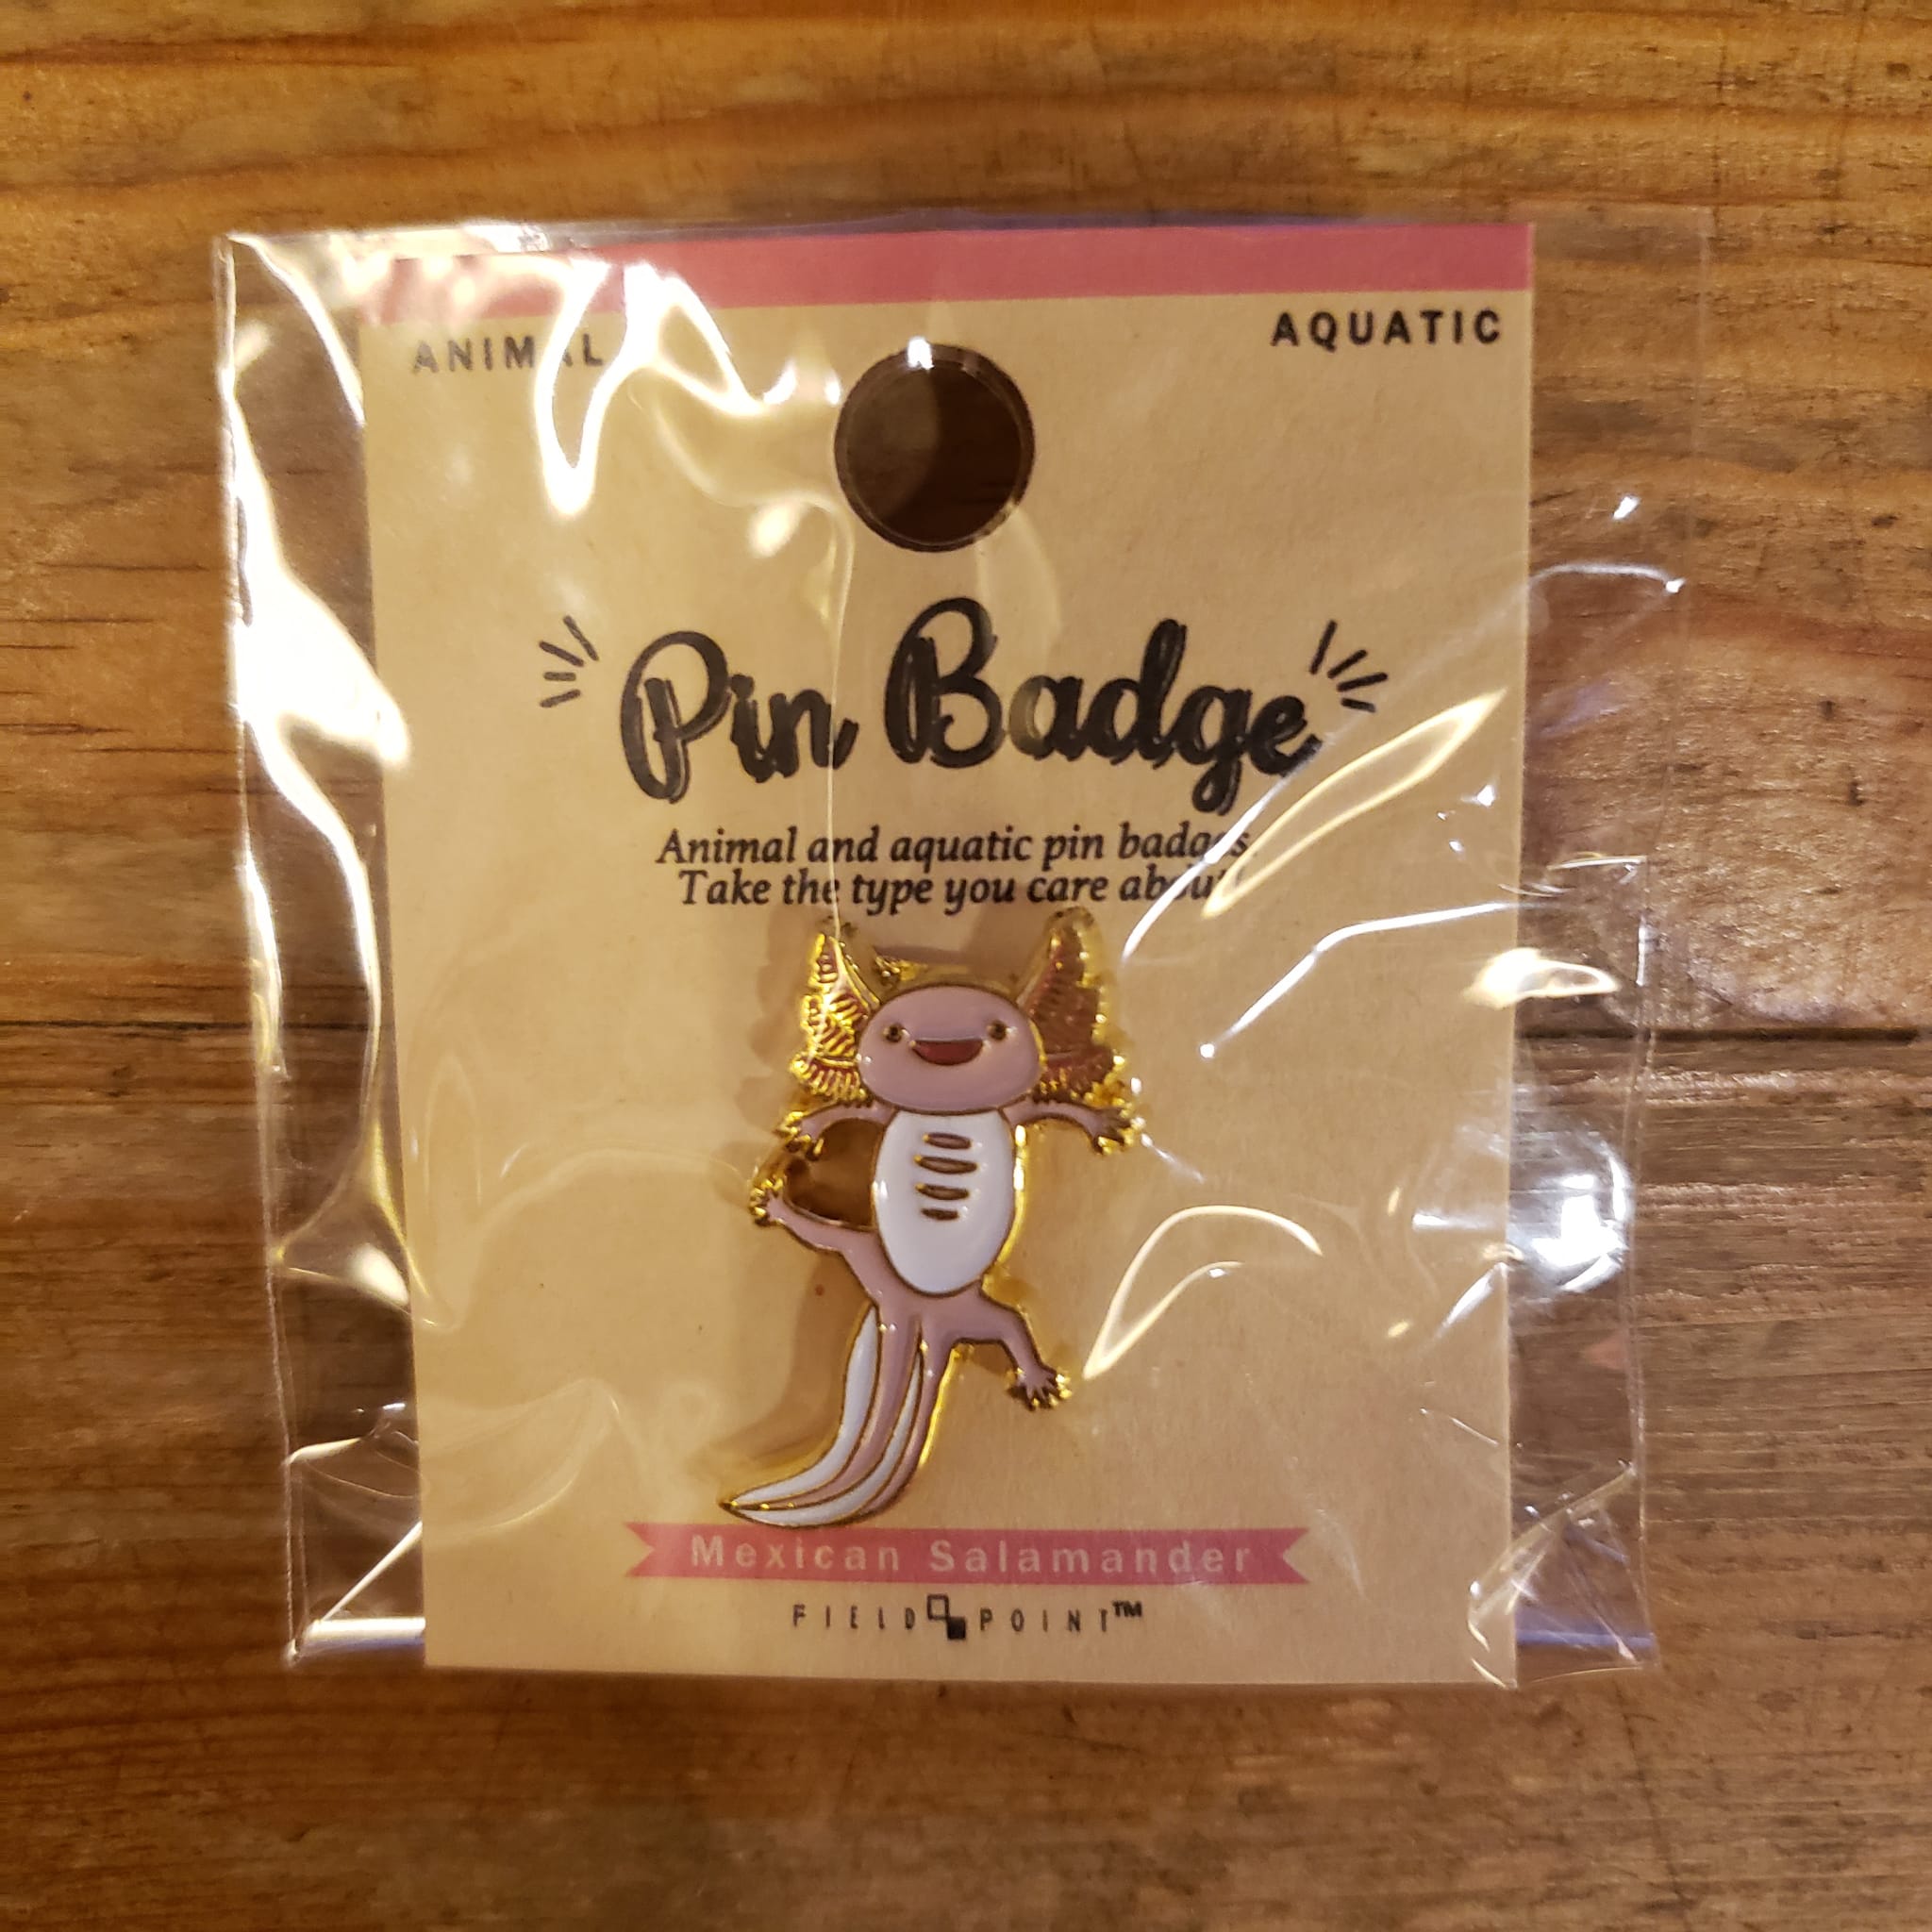 ANIMAL
AQUATIC
Pin Badge
Animal and aquatic pin badges
Take the type you care about!
Mexican Salamander
FIELD POINT™